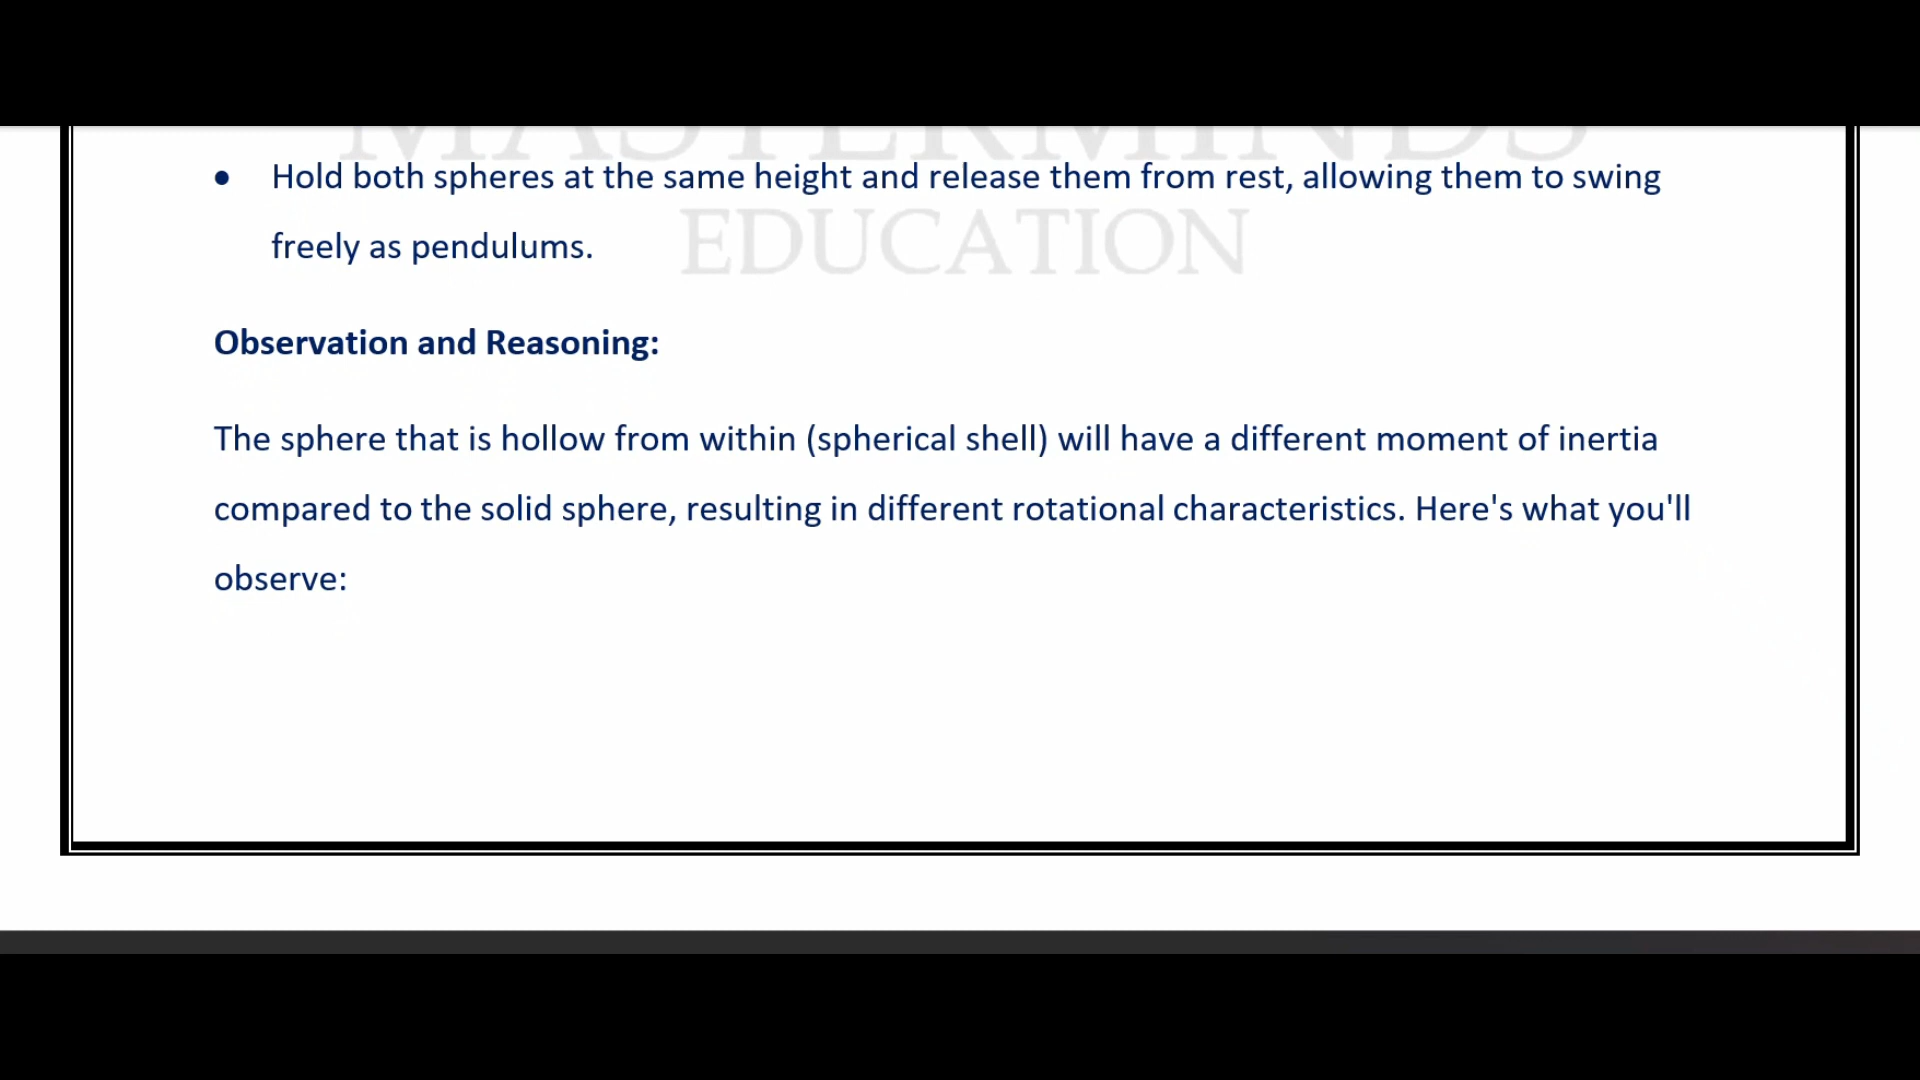 MASTERMINDS
• Hold both spheres at the same height and release them from rest, allowing them to swing
freely as pendulums.
EDUCATION
Observation and Reasoning:
The sphere that is hollow from within (spherical shell) will have a different moment of inertia
compared to the solid sphere, resulting in different rotational characteristics. Here's what you'll
observe: